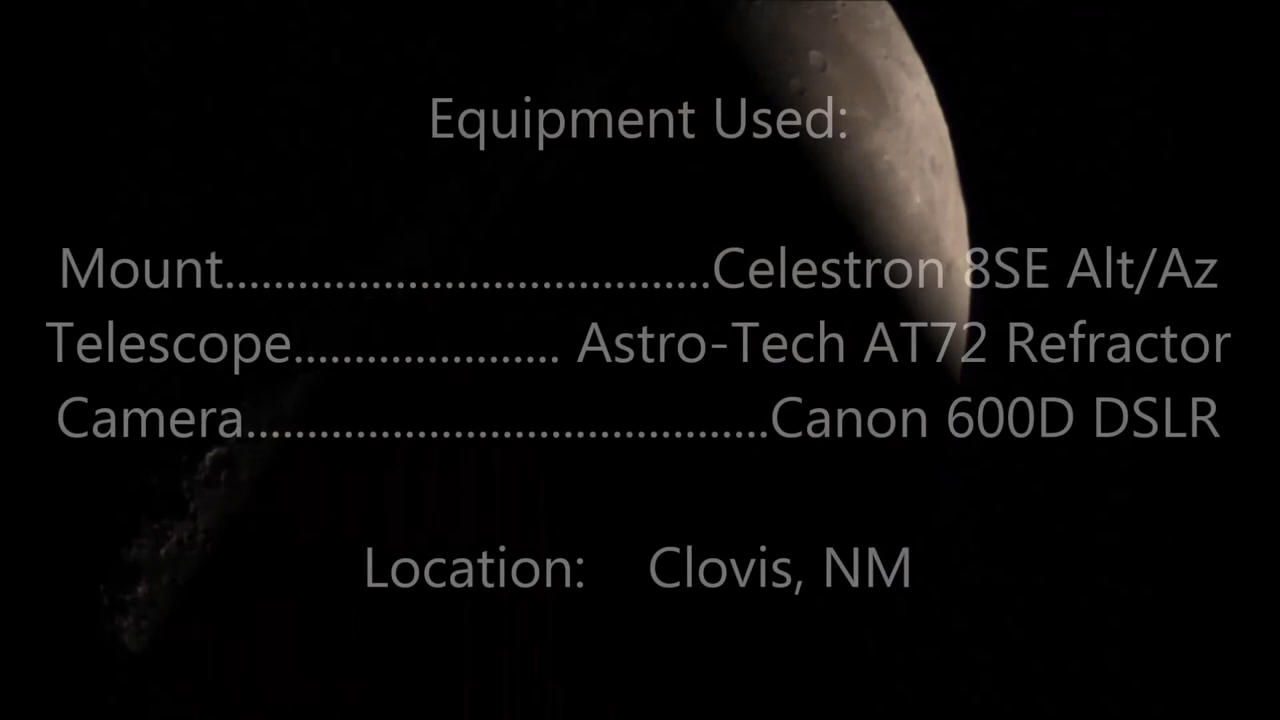 Equipment Used:
Mount........................................Celestron 8SE Alt/Az
Telescope...................... Astro-Tech AT72 Refractor
Camera...........................................Canon 600D DSLR
Location: Clovis, NM